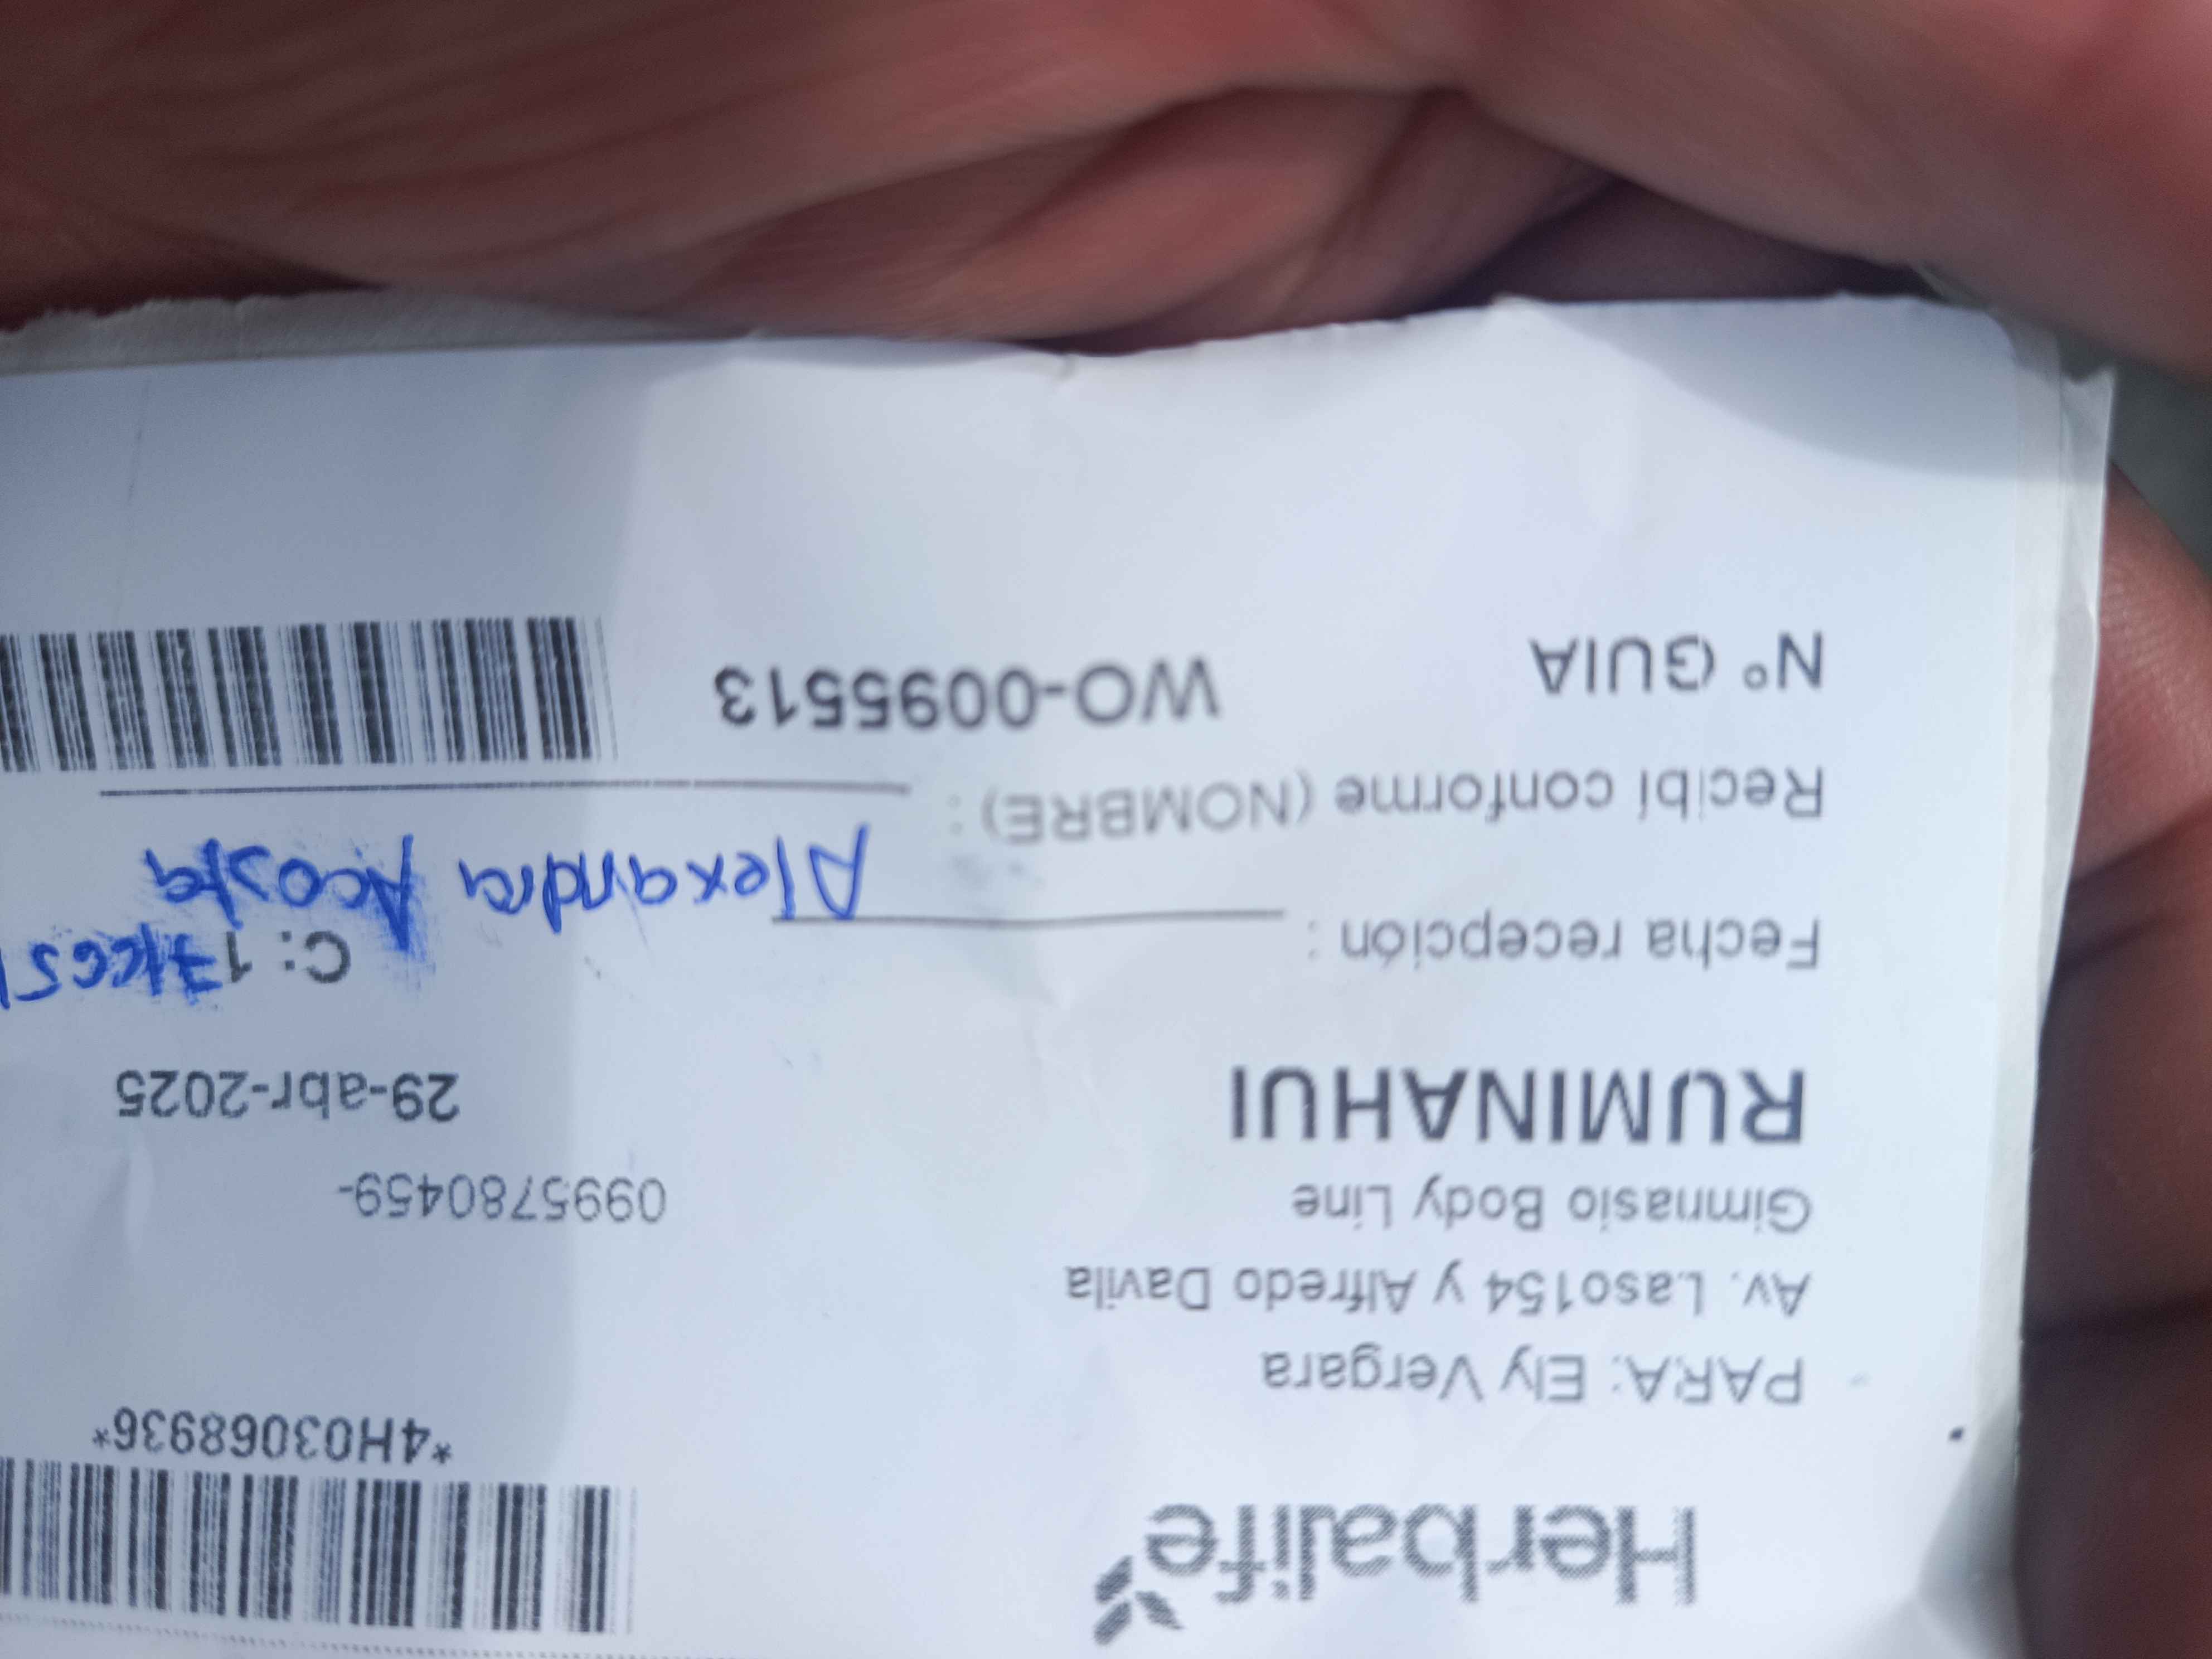 Herbalife
*4H03068936*
PARA: Ely Vergara
Av. Laso154 y Alfredo Davila
Gimnasio Body Line
0995780459-
RUMINAHUI
29-abr-2025
C: 1
Fecha recepción :
Alexandra Acosta
Recibí conforme (NOMBRE) :
N° GUIA WO-0095513